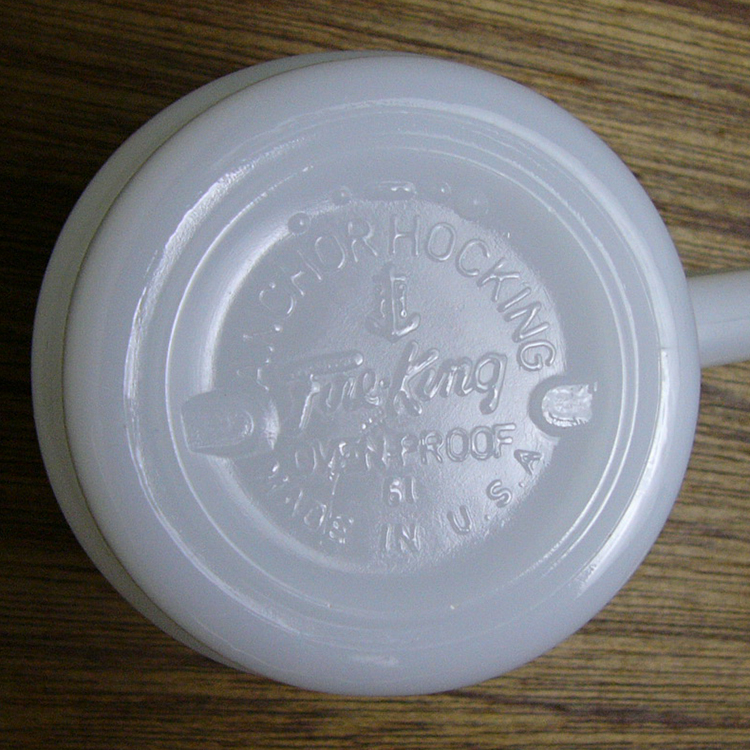 ANCHOR HOCKING
Fire-King
OVEN-PROOF
61
MADE IN U.S.A